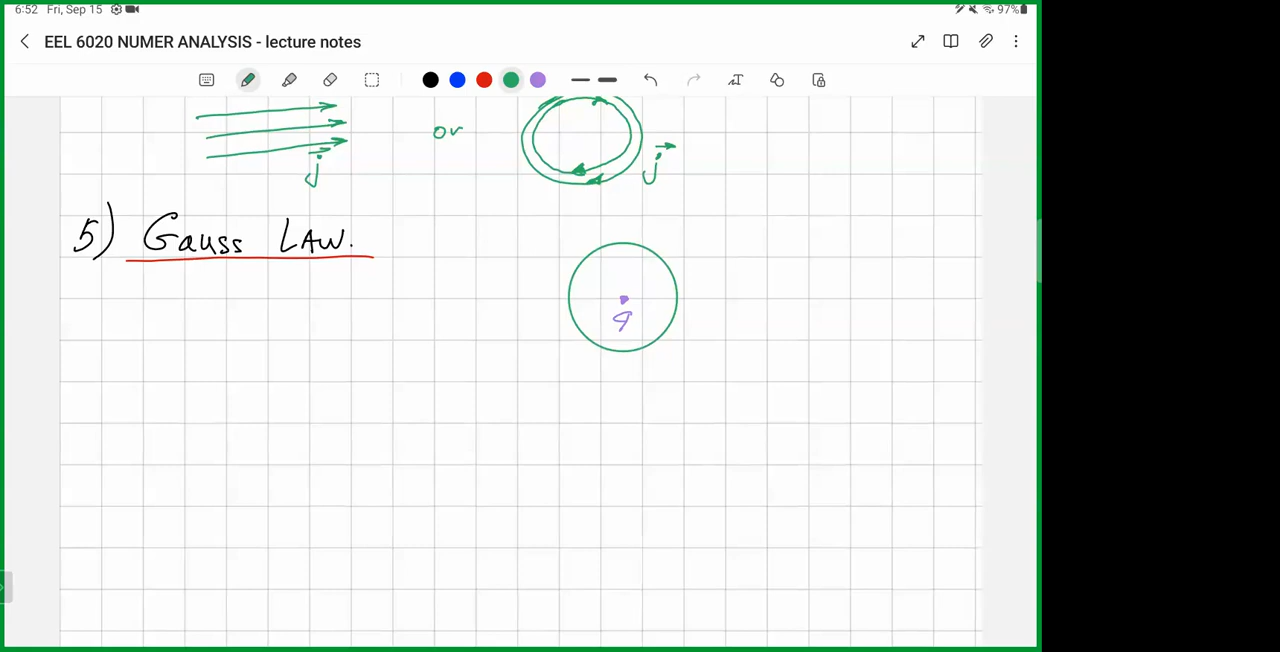 6:52 Fri, Sep 15
97%
EEL 6020 NUMER ANALYSIS - lecture notes
or
j
j
5) Gauss LAW.
q